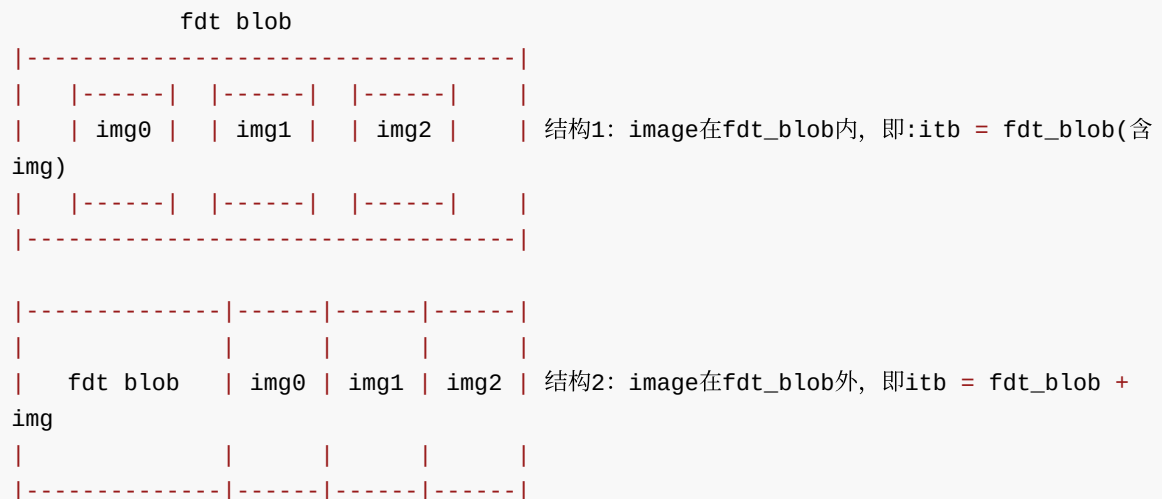 fdt blob
|-----------------------------------|
|   |------|  |------|  |------|    |
|   | img0 |  | img1 |  | img2 |    | 结构1：image在fdt_blob内，即:itb = fdt_blob(含
img)
|   |------|  |------|  |------|    |
|-----------------------------------|

|--------------|------|------|------|
|              |      |      |      |
|   fdt blob   | img0 | img1 | img2 | 结构2：image在fdt_blob外，即itb = fdt_blob +
img
|              |      |      |      |
|--------------|------|------|------|